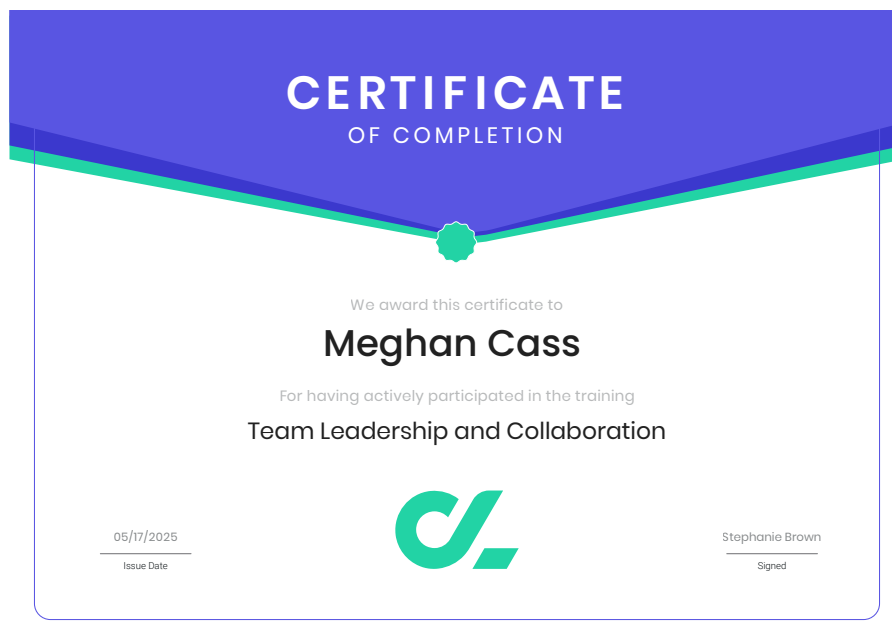 CERTIFICATE
OF COMPLETION
We award this certificate to
Meghan Cass
For having actively participated in the training
Team Leadership and Collaboration
05/17/2025
Issue Date
Stephanie Brown
Signed